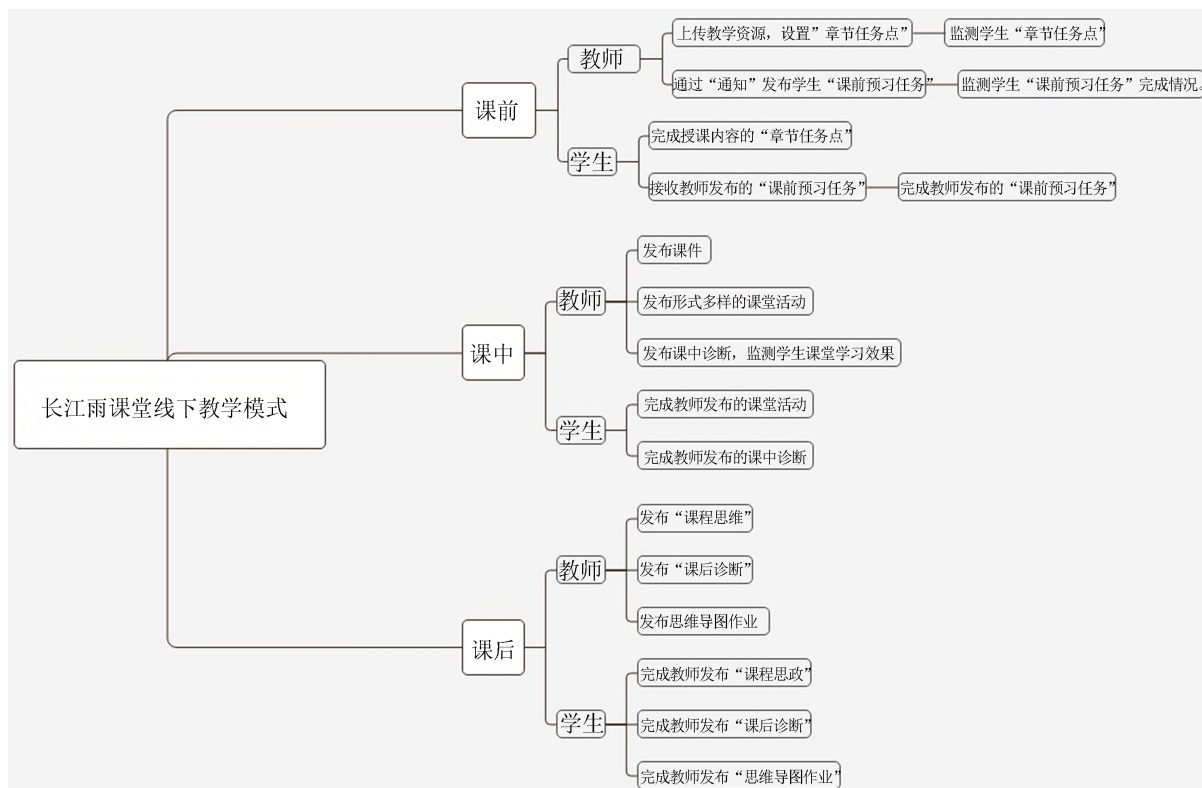 长江雨课堂线下教学模式
课前
教师
上传教学资源，设置”章节任务点”
监测学生“章节任务点”
通过“通知”发布学生“课前预习任务”
监测学生“课前预习任务”完成情况。
学生
完成授课内容的“章节任务点”
接收教师发布的“课前预习任务”
完成教师发布的“课前预习任务”
课中
教师
发布课件
发布形式多样的课堂活动
发布课中诊断，监测学生课堂学习效果
学生
完成教师发布的课堂活动
完成教师发布的课中诊断
课后
教师
发布“课程思维”
发布“课后诊断”
发布思维导图作业
学生
完成教师发布“课程思政”
完成教师发布“课后诊断”
完成教师发布“思维导图作业”